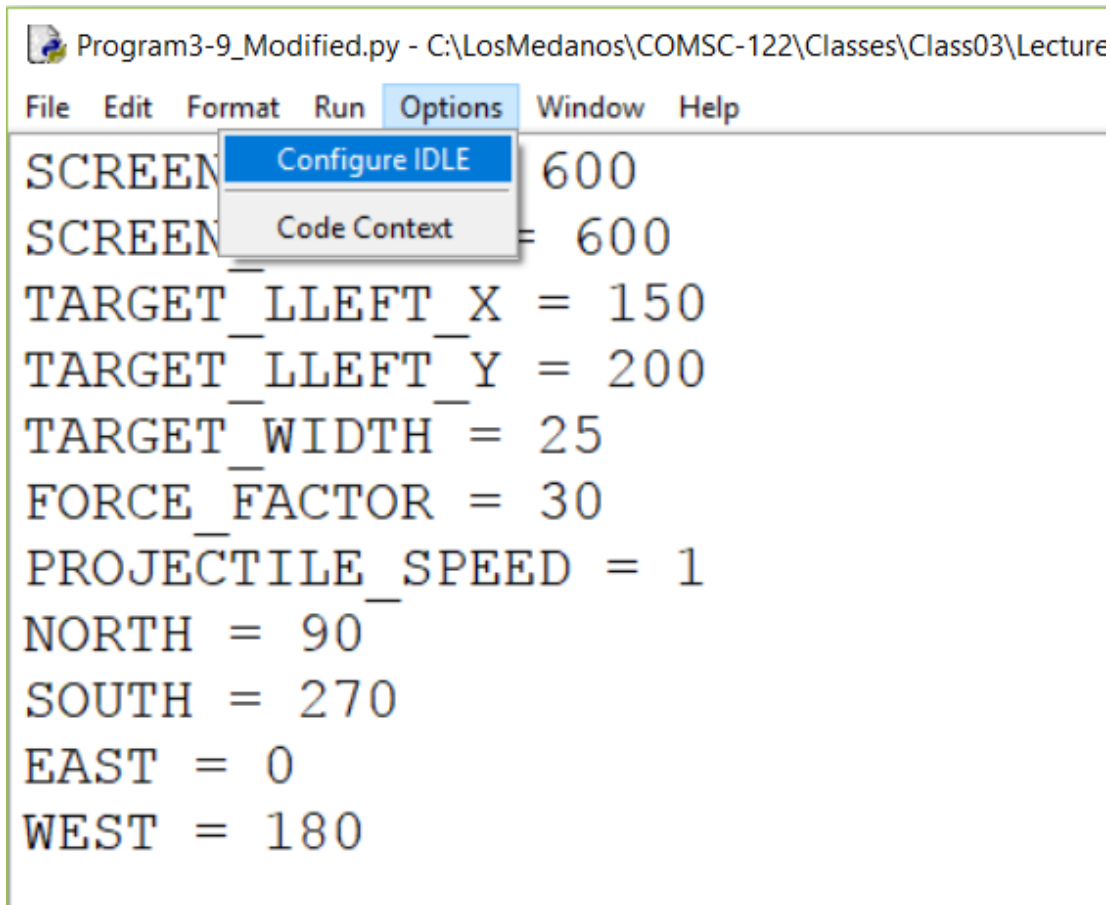 Program3-9_Modified.py - C:\LosMedanos\COMSC-122\Classes\Class03\Lecture
File Edit Format Run Options Window Help
Configure IDLE
Code Context
SCREEN 600
SCREEN_ = 600
TARGET_LLEFT_X = 150
TARGET_LLEFT_Y = 200
TARGET_WIDTH = 25
FORCE_FACTOR = 30
PROJECTILE_SPEED = 1
NORTH = 90
SOUTH = 270
EAST = 0
WEST = 180